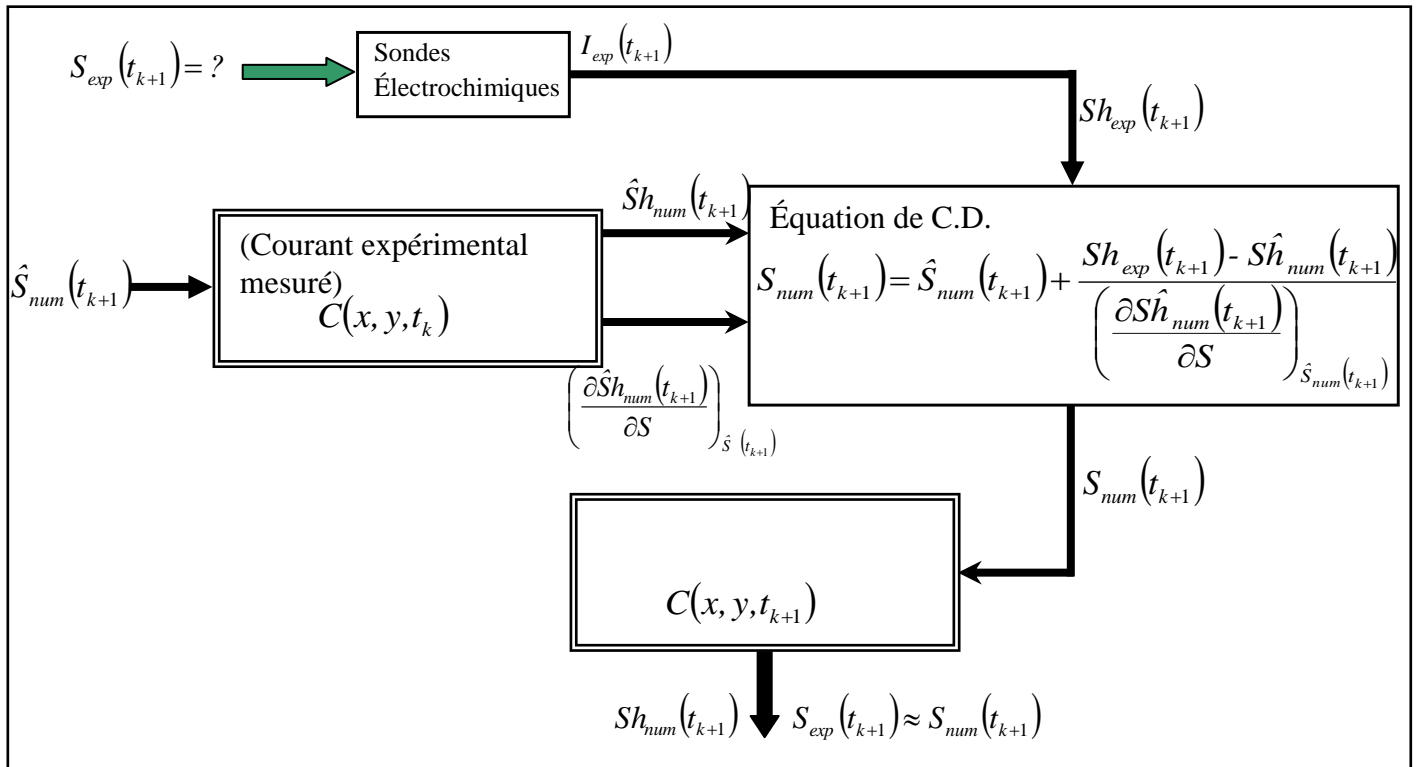 S_exp(t_{k+1}) = ?
Sondes
Électrochimiques
I_exp(t_{k+1})
Sh_exp(t_{k+1})
Ŝ_num(t_{k+1})
(Courant expérimental
mesuré)
C(x, y, t_k)
Ŝh_num(t_{k+1})
(∂Ŝh_num(t_{k+1}) / ∂S)_{ŝ (t_{k+1})}
Équation de C.D.
S_num(t_{k+1}) = Ŝ_num(t_{k+1}) + (Sh_exp(t_{k+1}) - Sĥ_num(t_{k+1})) / (∂Sĥ_num(t_{k+1}) / ∂S)_{ŝ_num(t_{k+1})}
S_num(t_{k+1})
C(x, y, t_{k+1})
Sh_num(t_{k+1}) S_exp(t_{k+1}) ≈ S_num(t_{k+1})